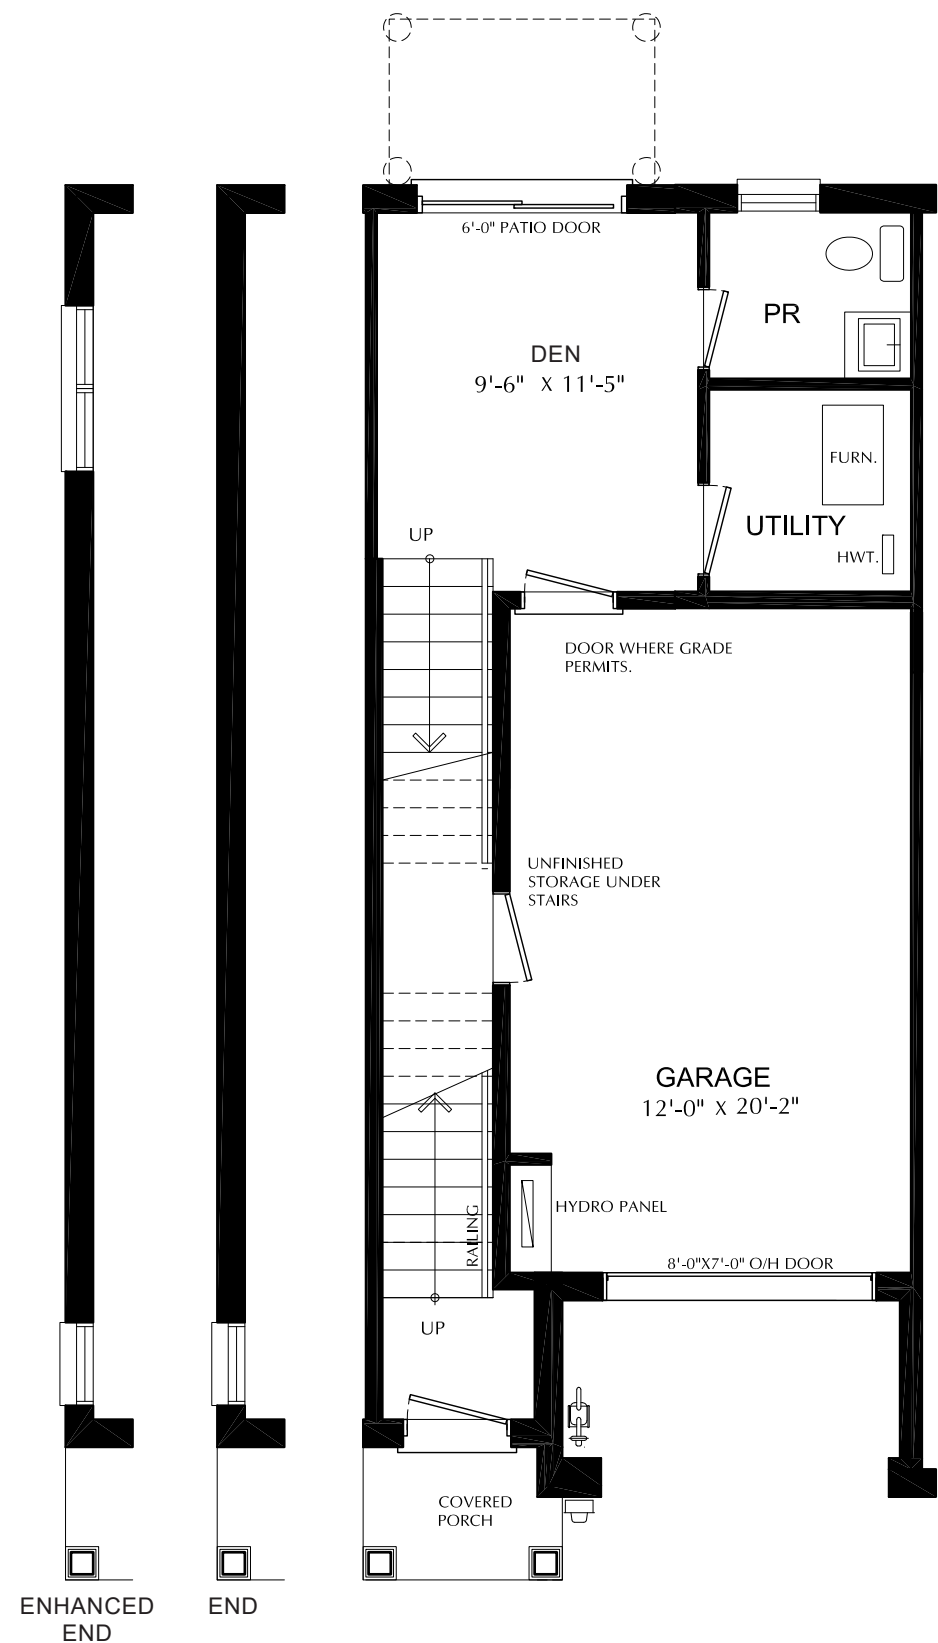 6'-0" PATIO DOOR
PR
DEN
9'-6" X 11'-5"
FURN.
UTILITY
UP
HWT.
DOOR WHERE GRADE
PERMITS.
UNFINISHED
STORAGE UNDER
STAIRS
GARAGE
12'-0" X 20'-2"
HYDRO PANEL
RAILING
8'-0"X7'-0" O/H DOOR
UP
COVERED
PORCH
ENHANCED
END
END